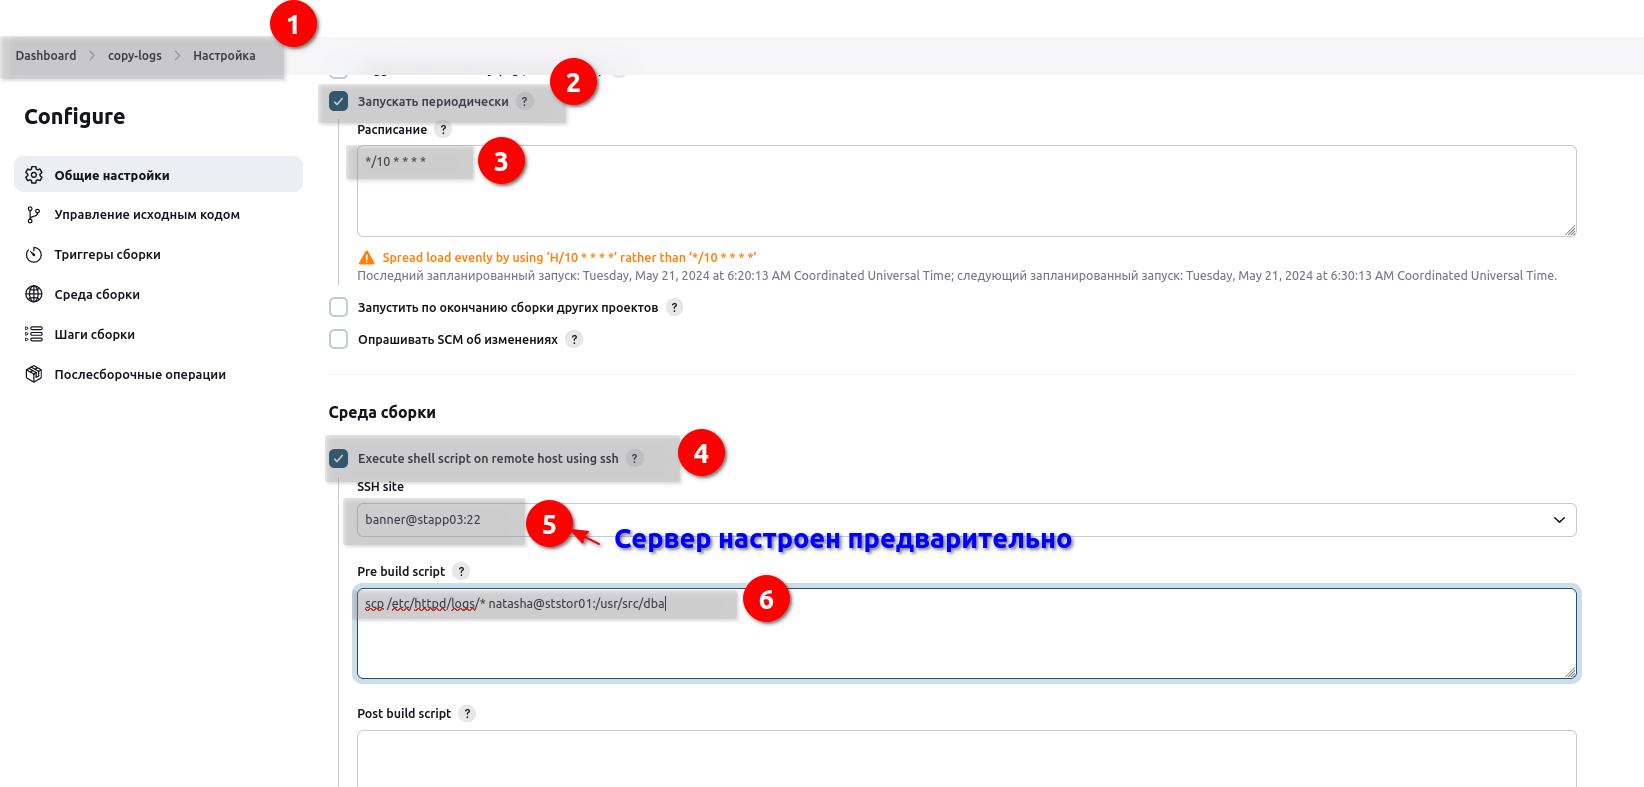 1
Dashboard > copy-logs > Настройка
2
Configure
Запускать периодически ?
Расписание ?
*/10 * * * *
3
Общие настройки
Управление исходным кодом
Триггеры сборки
Среда сборки
Шаги сборки
Послесборочные операции
Spread load evenly by using ‘H/10 * * * *’ rather than ‘*/10 * * * *’
Последний запланированный запуск: Tuesday, May 21, 2024 at 6:20:13 AM Coordinated Universal Time; следующий запланированный запуск: Tuesday, May 21, 2024 at 6:30:13 AM Coordinated Universal Time.
Запустить по окончанию сборки других проектов ?
Опрашивать SCM об изменениях ?
Среда сборки
Execute shell script on remote host using ssh ?
4
SSH site
banner@stapp03:22
5
Сервер настроен предварительно
Pre build script ?
scp /etc/httpd/logs/* natasha@ststor01:/usr/src/dba
6
Post build script ?